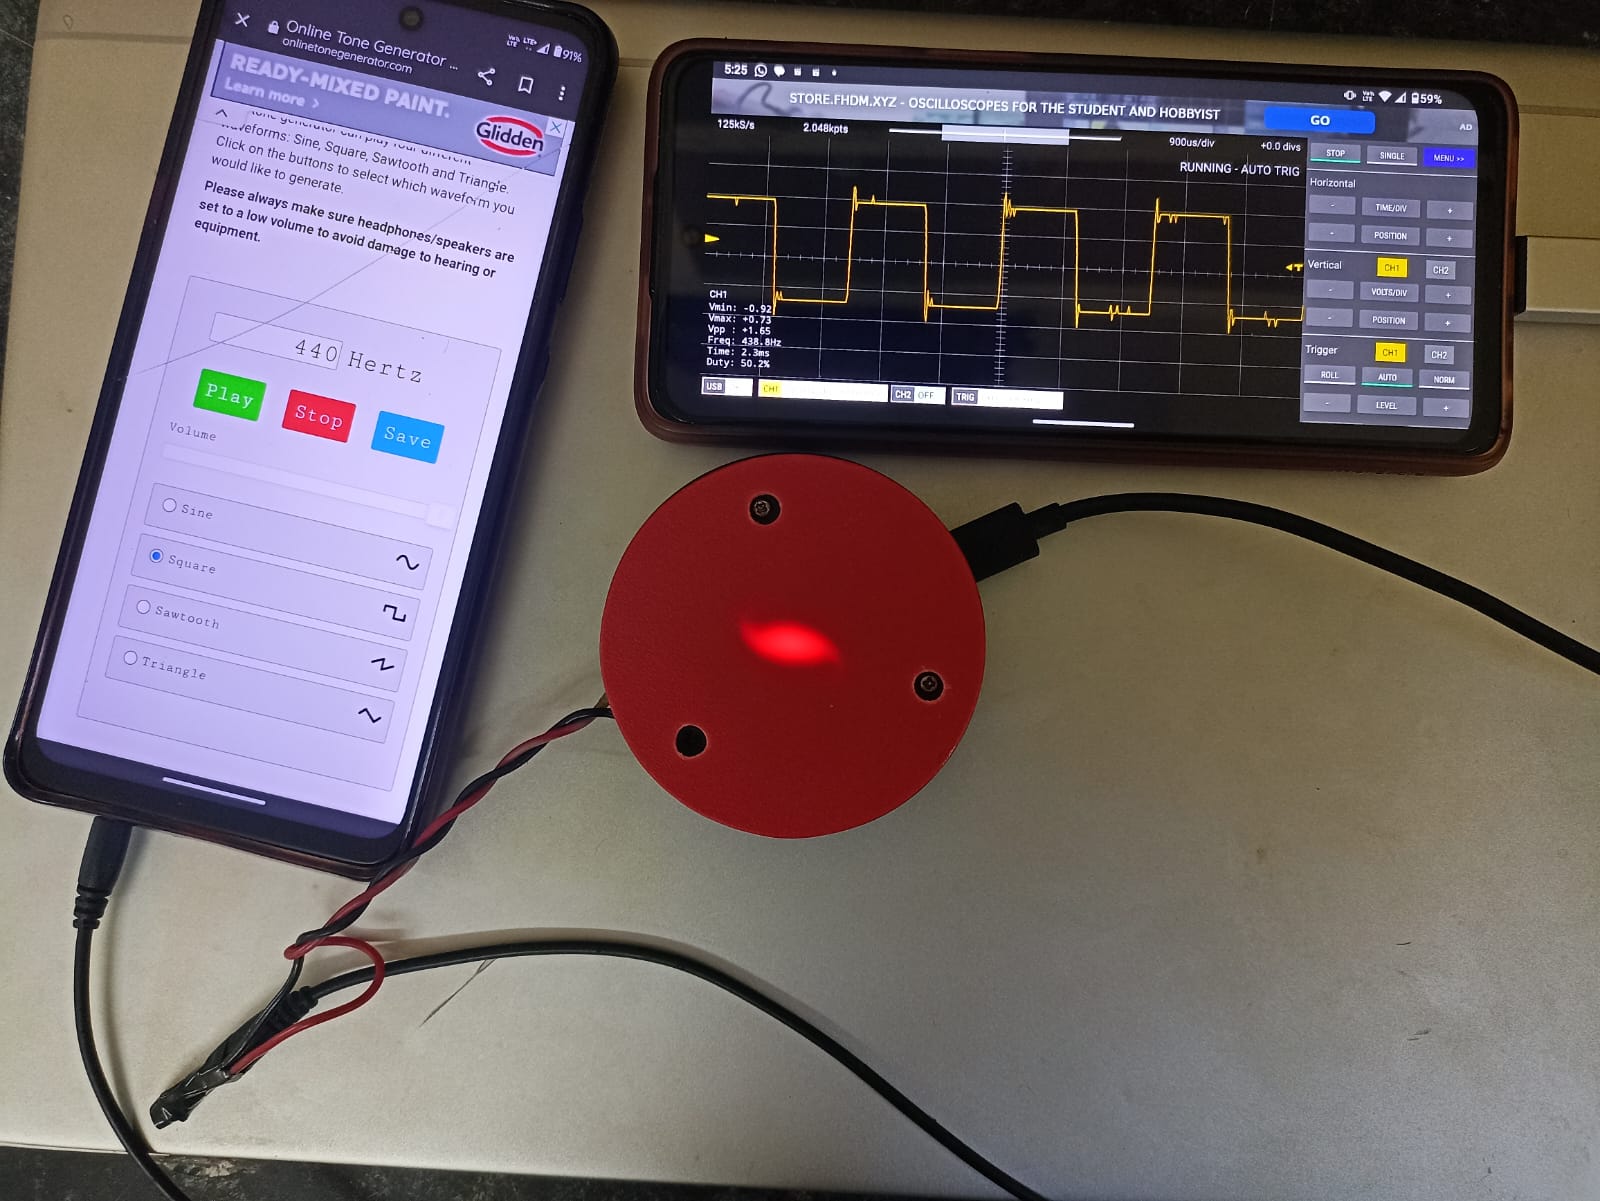 Online Tone Generator ...
onlinetonegenerator.com
VoLTE LTE+ 91%
READY-MIXED PAINT.
Learn more >
Glidden
waveforms: Sine, Square, Sawtooth and Triangle.
Click on the buttons to select which waveform you
would like to generate.
Please always make sure headphones/speakers are
set to a low volume to avoid damage to hearing or
equipment.
440 Hertz
Play
Stop
Save
Volume
Sine
Square
Sawtooth
Triangle
5:25
59%
STORE.FHDM.XYZ - OSCILLOSCOPES FOR THE STUDENT AND HOBBYIST
GO
AD
125kS/s
2.048kpts
900us/div
+0.0 divs
RUNNING - AUTO TRIG
CH1
Vmin: -0.92
Vmax: +0.73
Vpp : +1.65
Freq: 438.8Hz
Time: 2.3ms
Duty: 50.2%
USB
CH1
CH2 OFF
TRIG
STOP
SINGLE
MENU >>
Horizontal
- TIME/DIV +
- POSITION +
Vertical
CH1
CH2
- VOLTS/DIV +
- POSITION +
Trigger
CH1
CH2
ROLL
AUTO
NORM
- LEVEL +
T